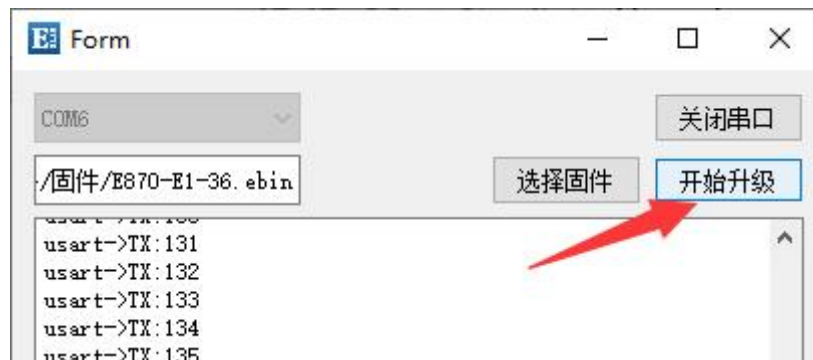 Form
COM6
关闭串口
/固件/E870-E1-36.ebin
选择固件
开始升级
usart->TX:131
usart->TX:132
usart->TX:133
usart->TX:134
usart->TX:135